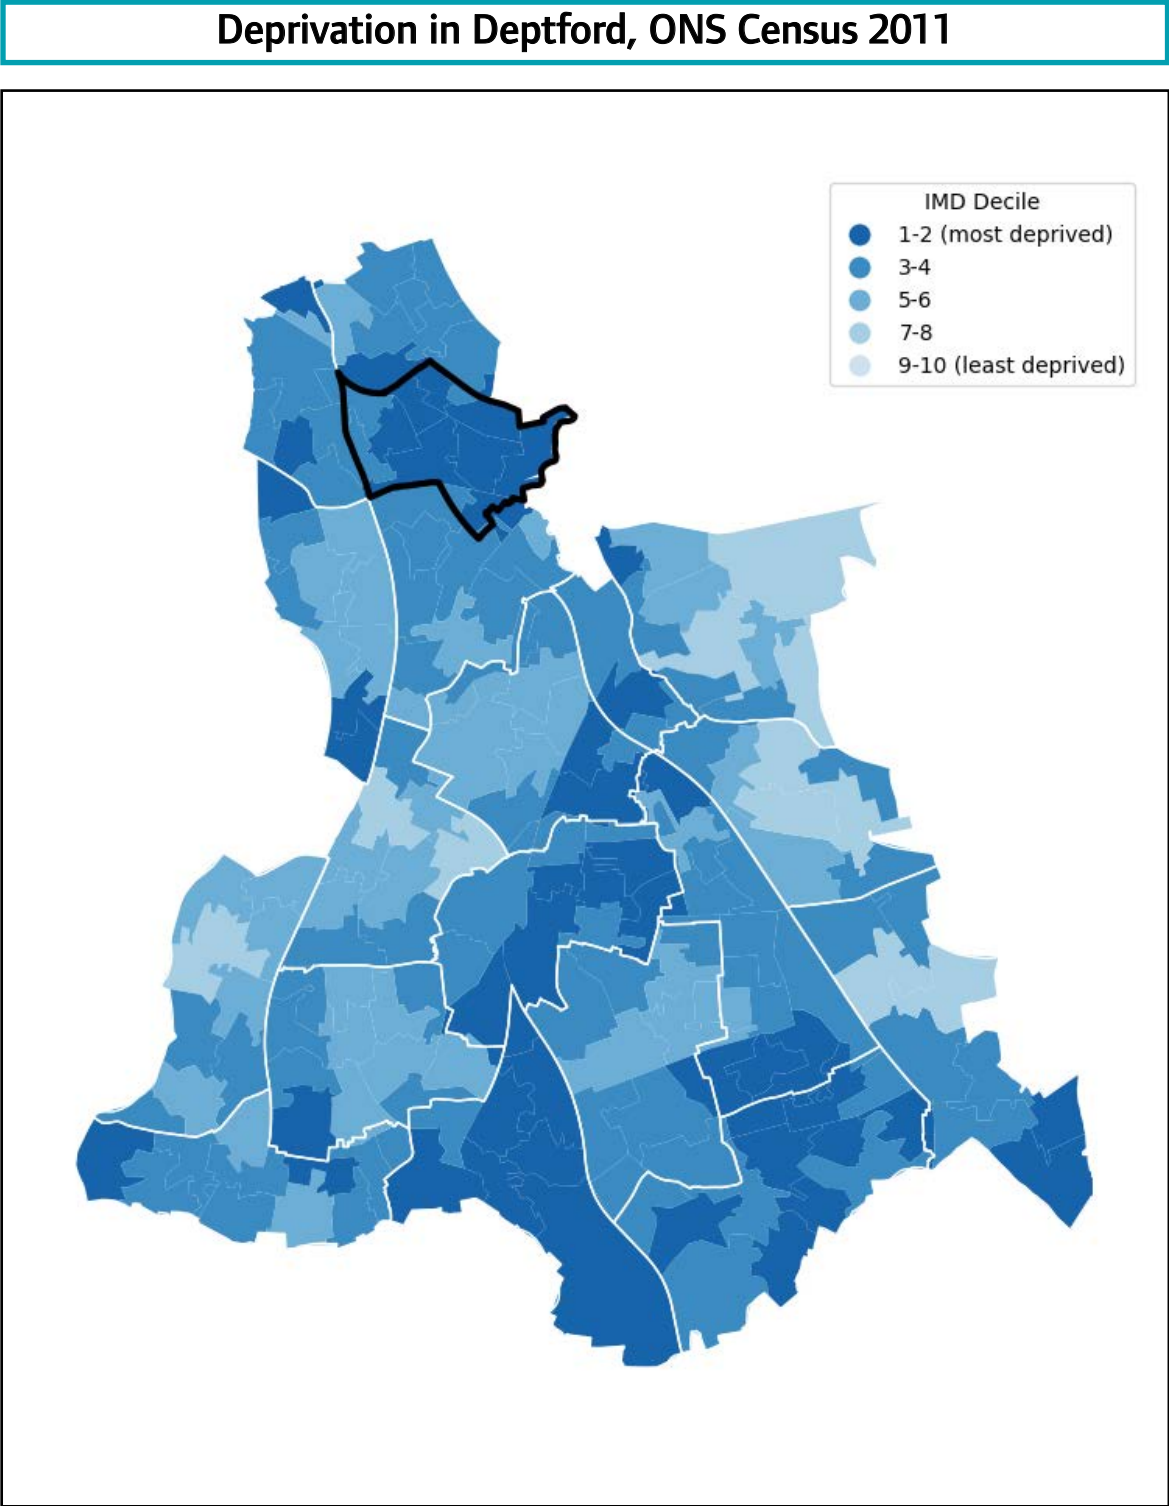 Deprivation in Deptford, ONS Census 2011
IMD Decile
1-2 (most deprived)
3-4
5-6
7-8
9-10 (least deprived)